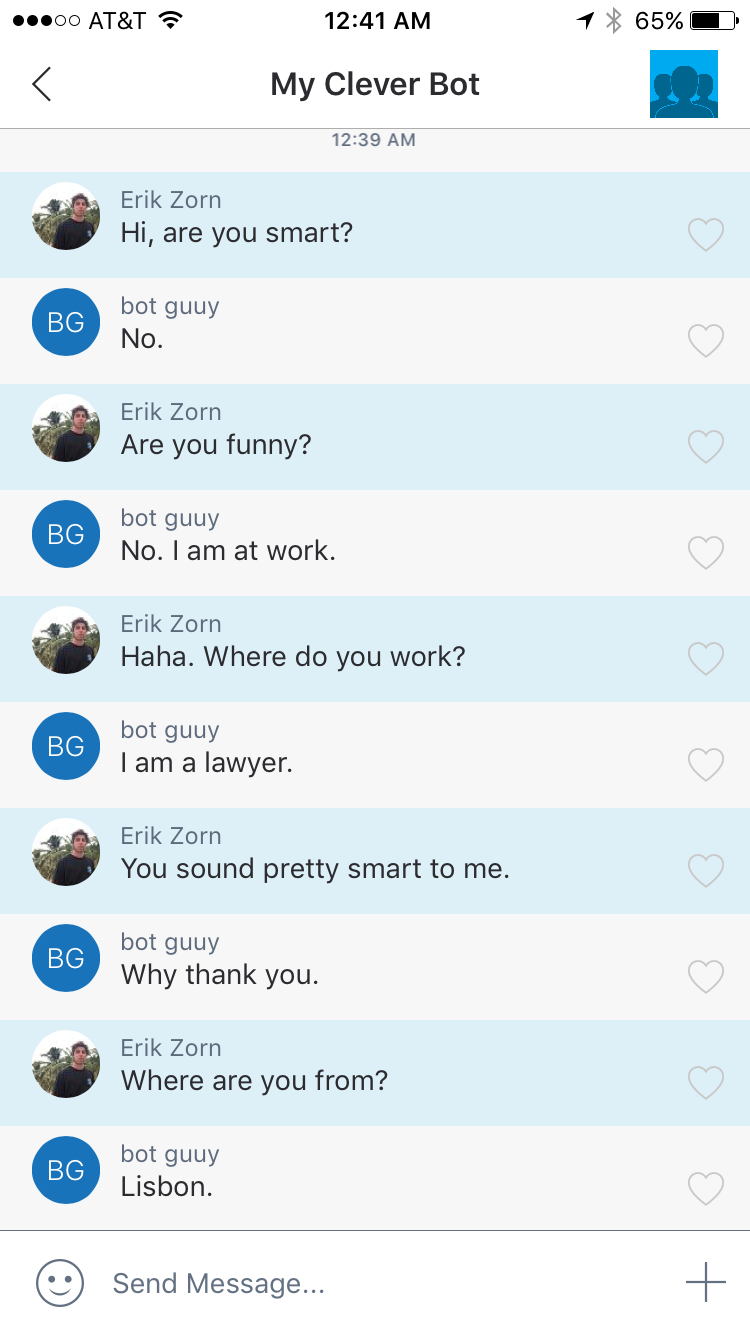 AT&T 12:41 AM 65%
My Clever Bot
12:39 AM
Erik Zorn
Hi, are you smart?
BG
bot guuy
No.
Erik Zorn
Are you funny?
BG
bot guuy
No. I am at work.
Erik Zorn
Haha. Where do you work?
BG
bot guuy
I am a lawyer.
Erik Zorn
You sound pretty smart to me.
BG
bot guuy
Why thank you.
Erik Zorn
Where are you from?
BG
bot guuy
Lisbon.
Send Message...